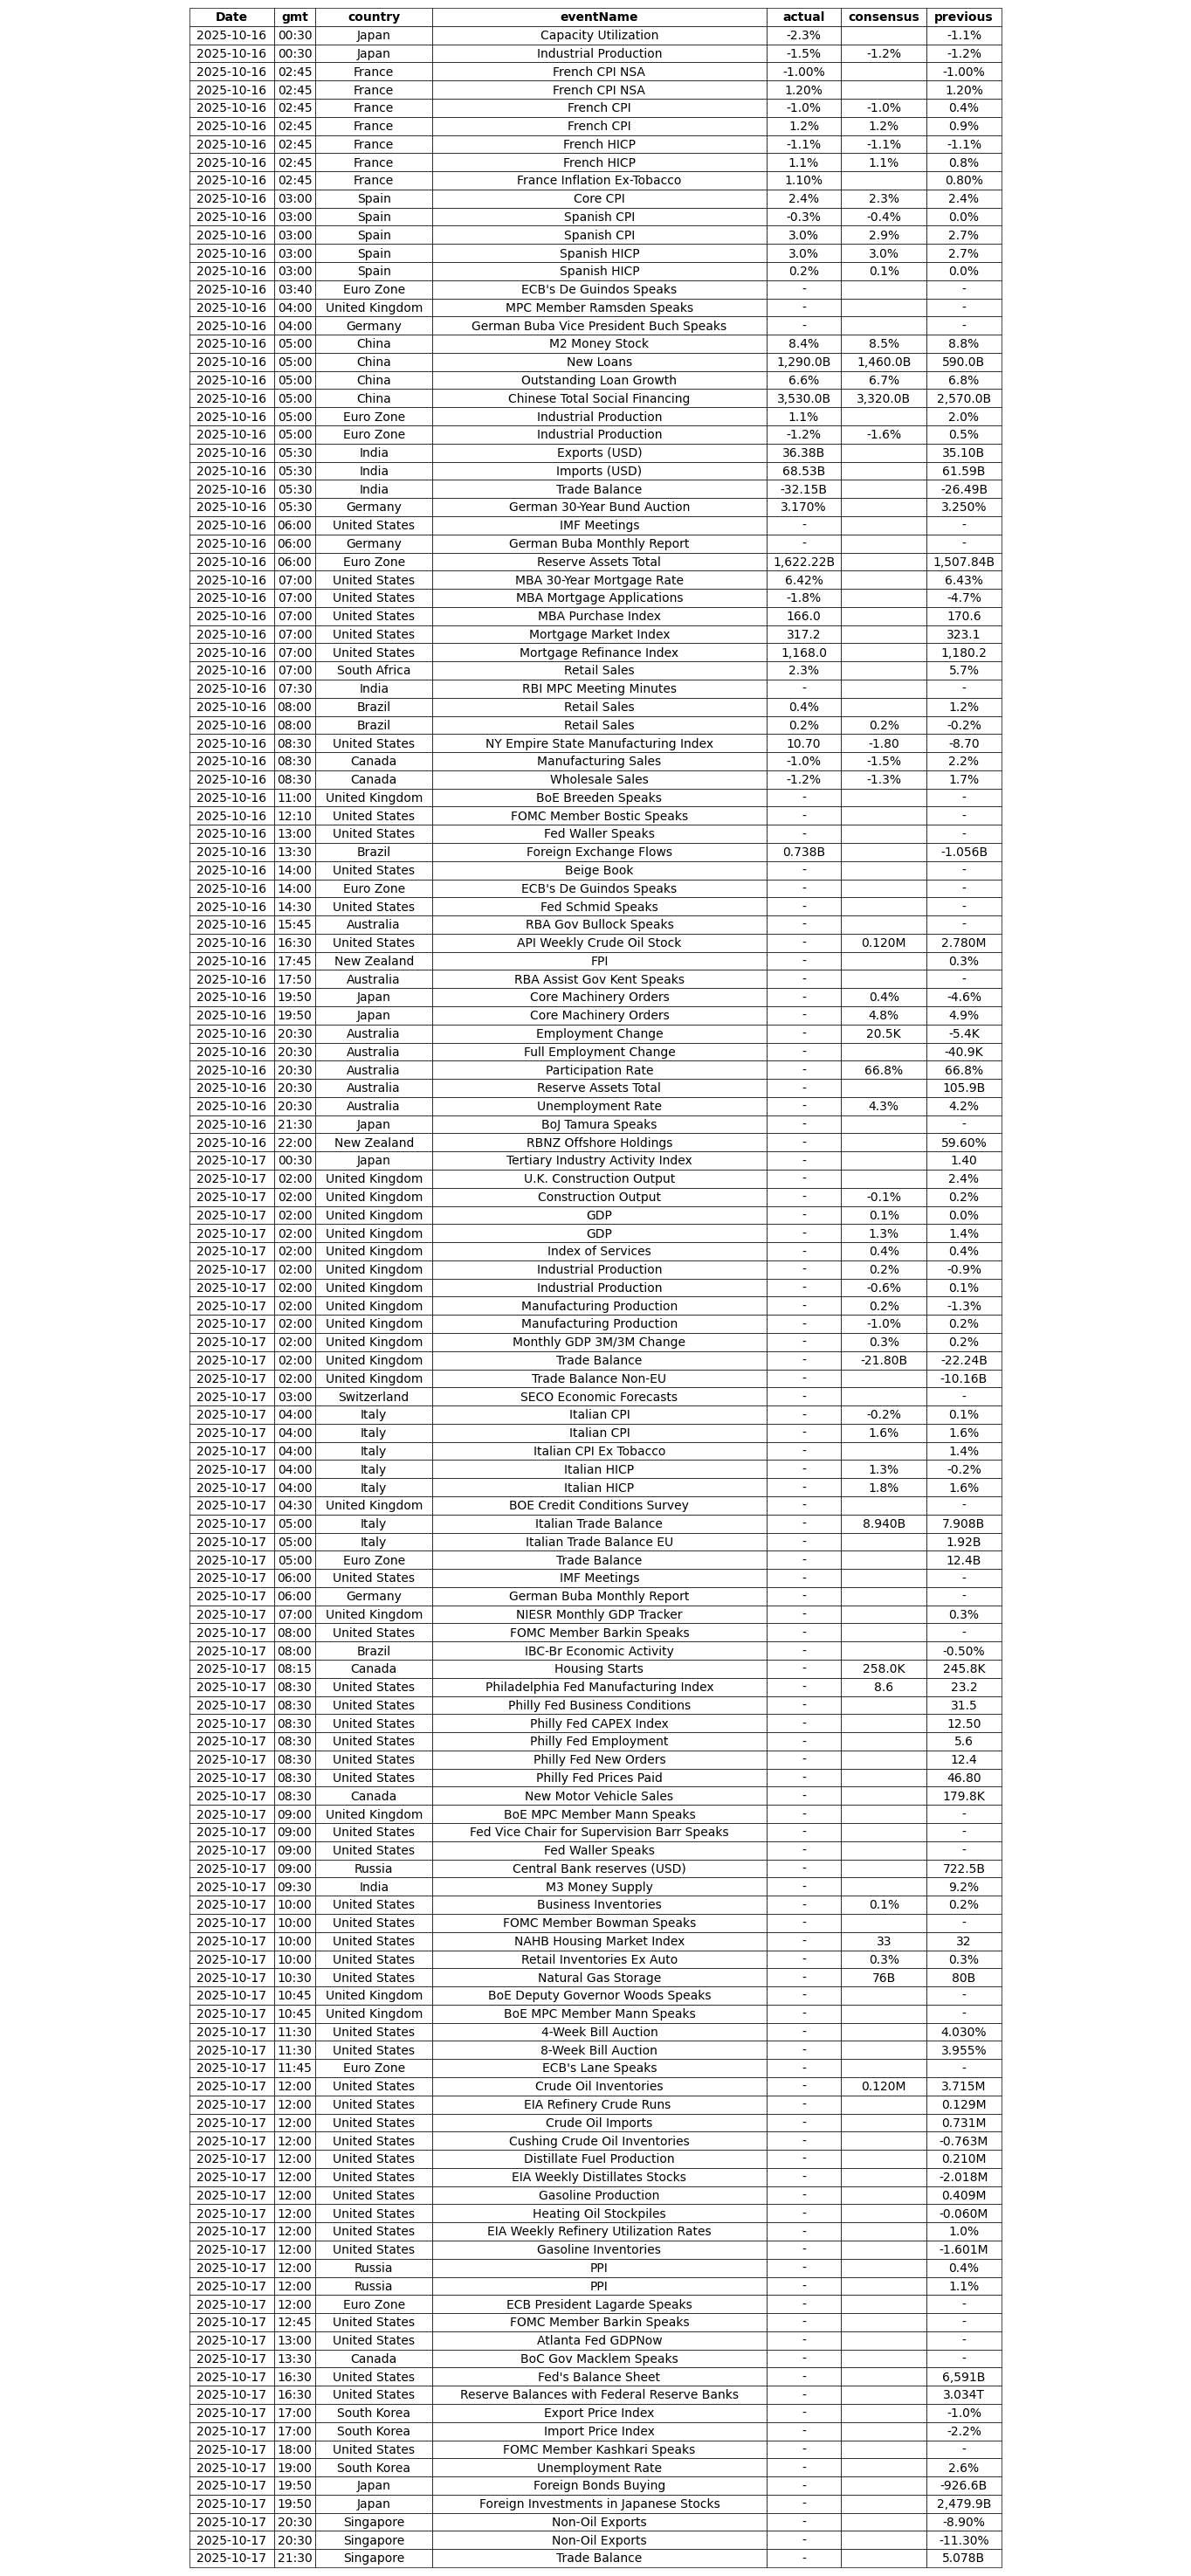 Date gmt country eventName actual consensus previous
2025-10-16 00:30 Japan Capacity Utilization -2.3% -1.1%
2025-10-16 00:30 Japan Industrial Production -1.5% -1.2% -1.2%
2025-10-16 02:45 France French CPI NSA -1.00% -1.00%
2025-10-16 02:45 France French CPI NSA 1.20% 1.20%
2025-10-16 02:45 France French CPI -1.0% -1.0% 0.4%
2025-10-16 02:45 France French CPI 1.2% 1.2% 0.9%
2025-10-16 02:45 France French HICP -1.1% -1.1% -1.1%
2025-10-16 02:45 France French HICP 1.1% 1.1% 0.8%
2025-10-16 02:45 France France Inflation Ex-Tobacco 1.10% 0.80%
2025-10-16 03:00 Spain Core CPI 2.4% 2.3% 2.4%
2025-10-16 03:00 Spain Spanish CPI -0.3% -0.4% 0.0%
2025-10-16 03:00 Spain Spanish CPI 3.0% 2.9% 2.7%
2025-10-16 03:00 Spain Spanish HICP 3.0% 3.0% 2.7%
2025-10-16 03:00 Spain Spanish HICP 0.2% 0.1% 0.0%
2025-10-16 03:40 Euro Zone ECB's De Guindos Speaks - -
2025-10-16 04:00 United Kingdom MPC Member Ramsden Speaks - -
2025-10-16 04:00 Germany German Buba Vice President Buch Speaks - -
2025-10-16 05:00 China M2 Money Stock 8.4% 8.5% 8.8%
2025-10-16 05:00 China New Loans 1,290.0B 1,460.0B 590.0B
2025-10-16 05:00 China Outstanding Loan Growth 6.6% 6.7% 6.8%
2025-10-16 05:00 China Chinese Total Social Financing 3,530.0B 3,320.0B 2,570.0B
2025-10-16 05:00 Euro Zone Industrial Production 1.1% 2.0%
2025-10-16 05:00 Euro Zone Industrial Production -1.2% -1.6% 0.5%
2025-10-16 05:30 India Exports (USD) 36.38B 35.10B
2025-10-16 05:30 India Imports (USD) 68.53B 61.59B
2025-10-16 05:30 India Trade Balance -32.15B -26.49B
2025-10-16 05:30 Germany German 30-Year Bund Auction 3.170% 3.250%
2025-10-16 06:00 United States IMF Meetings - -
2025-10-16 06:00 Germany German Buba Monthly Report - -
2025-10-16 06:00 Euro Zone Reserve Assets Total 1,622.22B 1,507.84B
2025-10-16 07:00 United States MBA 30-Year Mortgage Rate 6.42% 6.43%
2025-10-16 07:00 United States MBA Mortgage Applications -1.8% -4.7%
2025-10-16 07:00 United States MBA Purchase Index 166.0 170.6
2025-10-16 07:00 United States Mortgage Market Index 317.2 323.1
2025-10-16 07:00 United States Mortgage Refinance Index 1,168.0 1,180.2
2025-10-16 07:00 South Africa Retail Sales 2.3% 5.7%
2025-10-16 07:30 India RBI MPC Meeting Minutes - -
2025-10-16 08:00 Brazil Retail Sales 0.4% 1.2%
2025-10-16 08:00 Brazil Retail Sales 0.2% 0.2% -0.2%
2025-10-16 08:30 United States NY Empire State Manufacturing Index 10.70 -1.80 -8.70
2025-10-16 08:30 Canada Manufacturing Sales -1.0% -1.5% 2.2%
2025-10-16 08:30 Canada Wholesale Sales -1.2% -1.3% 1.7%
2025-10-16 11:00 United Kingdom BoE Breeden Speaks - -
2025-10-16 12:10 United States FOMC Member Bostic Speaks - -
2025-10-16 13:00 United States Fed Waller Speaks - -
2025-10-16 13:30 Brazil Foreign Exchange Flows 0.738B -1.056B
2025-10-16 14:00 United States Beige Book - -
2025-10-16 14:00 Euro Zone ECB's De Guindos Speaks - -
2025-10-16 14:30 United States Fed Schmid Speaks - -
2025-10-16 15:45 Australia RBA Gov Bullock Speaks - -
2025-10-16 16:30 United States API Weekly Crude Oil Stock - 0.120M 2.780M
2025-10-16 17:45 New Zealand FPI - 0.3%
2025-10-16 17:50 Australia RBA Assist Gov Kent Speaks - -
2025-10-16 19:50 Japan Core Machinery Orders - 0.4% -4.6%
2025-10-16 19:50 Japan Core Machinery Orders - 4.8% 4.9%
2025-10-16 20:30 Australia Employment Change - 20.5K -5.4K
2025-10-16 20:30 Australia Full Employment Change - -40.9K
2025-10-16 20:30 Australia Participation Rate - 66.8% 66.8%
2025-10-16 20:30 Australia Reserve Assets Total - 105.9B
2025-10-16 20:30 Australia Unemployment Rate - 4.3% 4.2%
2025-10-16 21:30 Japan BoJ Tamura Speaks - -
2025-10-16 22:00 New Zealand RBNZ Offshore Holdings - 59.60%
2025-10-17 00:30 Japan Tertiary Industry Activity Index - 1.40
2025-10-17 02:00 United Kingdom U.K. Construction Output - 2.4%
2025-10-17 02:00 United Kingdom Construction Output - -0.1% 0.2%
2025-10-17 02:00 United Kingdom GDP - 0.1% 0.0%
2025-10-17 02:00 United Kingdom GDP - 1.3% 1.4%
2025-10-17 02:00 United Kingdom Index of Services - 0.4% 0.4%
2025-10-17 02:00 United Kingdom Industrial Production - 0.2% -0.9%
2025-10-17 02:00 United Kingdom Industrial Production - -0.6% 0.1%
2025-10-17 02:00 United Kingdom Manufacturing Production - 0.2% -1.3%
2025-10-17 02:00 United Kingdom Manufacturing Production - -1.0% 0.2%
2025-10-17 02:00 United Kingdom Monthly GDP 3M/3M Change - 0.3% 0.2%
2025-10-17 02:00 United Kingdom Trade Balance - -21.80B -22.24B
2025-10-17 02:00 United Kingdom Trade Balance Non-EU - -10.16B
2025-10-17 03:00 Switzerland SECO Economic Forecasts - -
2025-10-17 04:00 Italy Italian CPI - -0.2% 0.1%
2025-10-17 04:00 Italy Italian CPI - 1.6% 1.6%
2025-10-17 04:00 Italy Italian CPI Ex Tobacco - 1.4%
2025-10-17 04:00 Italy Italian HICP - 1.3% -0.2%
2025-10-17 04:00 Italy Italian HICP - 1.8% 1.6%
2025-10-17 04:30 United Kingdom BOE Credit Conditions Survey - -
2025-10-17 05:00 Italy Italian Trade Balance - 8.940B 7.908B
2025-10-17 05:00 Italy Italian Trade Balance EU - 1.92B
2025-10-17 05:00 Euro Zone Trade Balance - 12.4B
2025-10-17 06:00 United States IMF Meetings - -
2025-10-17 06:00 Germany German Buba Monthly Report - -
2025-10-17 07:00 United Kingdom NIESR Monthly GDP Tracker - 0.3%
2025-10-17 08:00 United States FOMC Member Barkin Speaks - -
2025-10-17 08:00 Brazil IBC-Br Economic Activity - -0.50%
2025-10-17 08:15 Canada Housing Starts - 258.0K 245.8K
2025-10-17 08:30 United States Philadelphia Fed Manufacturing Index - 8.6 23.2
2025-10-17 08:30 United States Philly Fed Business Conditions - 31.5
2025-10-17 08:30 United States Philly Fed CAPEX Index - 12.50
2025-10-17 08:30 United States Philly Fed Employment - 5.6
2025-10-17 08:30 United States Philly Fed New Orders - 12.4
2025-10-17 08:30 United States Philly Fed Prices Paid - 46.80
2025-10-17 08:30 Canada New Motor Vehicle Sales - 179.8K
2025-10-17 09:00 United Kingdom BoE MPC Member Mann Speaks - -
2025-10-17 09:00 United States Fed Vice Chair for Supervision Barr Speaks - -
2025-10-17 09:00 United States Fed Waller Speaks - -
2025-10-17 09:00 Russia Central Bank reserves (USD) - 722.5B
2025-10-17 09:30 India M3 Money Supply - 9.2%
2025-10-17 10:00 United States Business Inventories - 0.1% 0.2%
2025-10-17 10:00 United States FOMC Member Bowman Speaks - -
2025-10-17 10:00 United States NAHB Housing Market Index - 33 32
2025-10-17 10:00 United States Retail Inventories Ex Auto - 0.3% 0.3%
2025-10-17 10:30 United States Natural Gas Storage - 76B 80B
2025-10-17 10:45 United Kingdom BoE Deputy Governor Woods Speaks - -
2025-10-17 10:45 United Kingdom BoE MPC Member Mann Speaks - -
2025-10-17 11:30 United States 4-Week Bill Auction - 4.030%
2025-10-17 11:30 United States 8-Week Bill Auction - 3.955%
2025-10-17 11:45 Euro Zone ECB's Lane Speaks - -
2025-10-17 12:00 United States Crude Oil Inventories - 0.120M 3.715M
2025-10-17 12:00 United States EIA Refinery Crude Runs - 0.129M
2025-10-17 12:00 United States Crude Oil Imports - 0.731M
2025-10-17 12:00 United States Cushing Crude Oil Inventories - -0.763M
2025-10-17 12:00 United States Distillate Fuel Production - 0.210M
2025-10-17 12:00 United States EIA Weekly Distillates Stocks - -2.018M
2025-10-17 12:00 United States Gasoline Production - 0.409M
2025-10-17 12:00 United States Heating Oil Stockpiles - -0.060M
2025-10-17 12:00 United States EIA Weekly Refinery Utilization Rates - 1.0%
2025-10-17 12:00 United States Gasoline Inventories - -1.601M
2025-10-17 12:00 Russia PPI - 0.4%
2025-10-17 12:00 Russia PPI - 1.1%
2025-10-17 12:00 Euro Zone ECB President Lagarde Speaks - -
2025-10-17 12:45 United States FOMC Member Barkin Speaks - -
2025-10-17 13:00 United States Atlanta Fed GDPNow - -
2025-10-17 13:30 Canada BoC Gov Macklem Speaks - -
2025-10-17 16:30 United States Fed's Balance Sheet - 6,591B
2025-10-17 16:30 United States Reserve Balances with Federal Reserve Banks - 3.034T
2025-10-17 17:00 South Korea Export Price Index - -1.0%
2025-10-17 17:00 South Korea Import Price Index - -2.2%
2025-10-17 18:00 United States FOMC Member Kashkari Speaks - -
2025-10-17 19:00 South Korea Unemployment Rate - 2.6%
2025-10-17 19:50 Japan Foreign Bonds Buying - -926.6B
2025-10-17 19:50 Japan Foreign Investments in Japanese Stocks - 2,479.9B
2025-10-17 20:30 Singapore Non-Oil Exports - -8.90%
2025-10-17 20:30 Singapore Non-Oil Exports - -11.30%
2025-10-17 21:30 Singapore Trade Balance - 5.078B